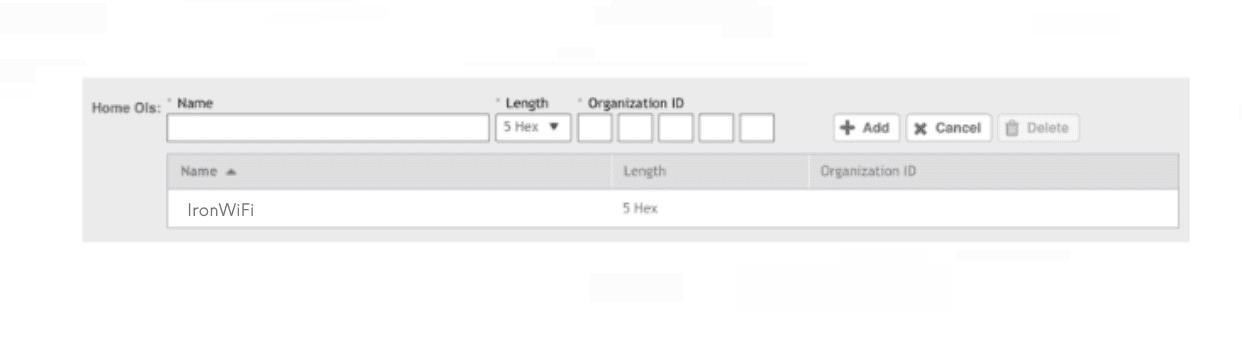 Home OIs: * Name * Length * Organization ID
5 Hex ▼ Add Cancel Delete
Name ▲ Length Organization ID
IronWiFi 5 Hex